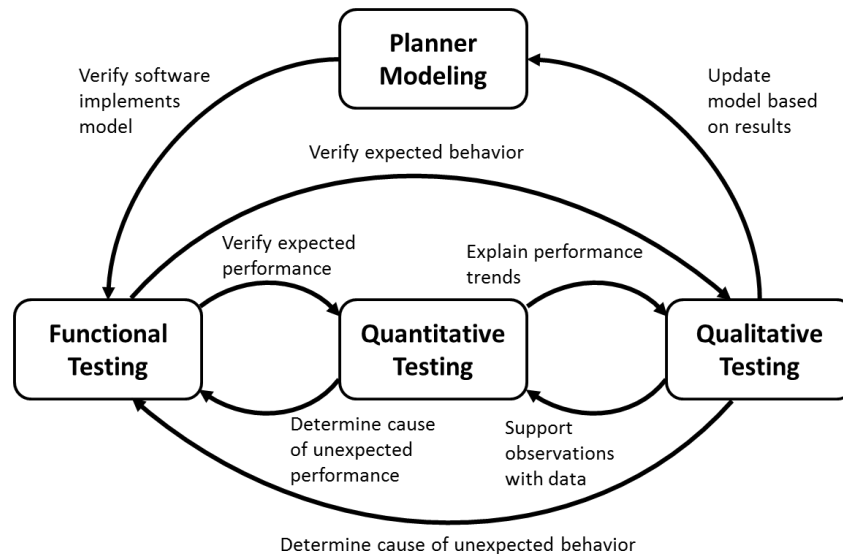 Planner
Modeling
Verify software
implements
model
Update
model based
on results
Verify expected behavior
Verify expected
performance
Explain performance
trends
Functional
Testing
Quantitative
Testing
Qualitative
Testing
Determine cause
of unexpected
performance
Support
observations
with data
Determine cause of unexpected behavior